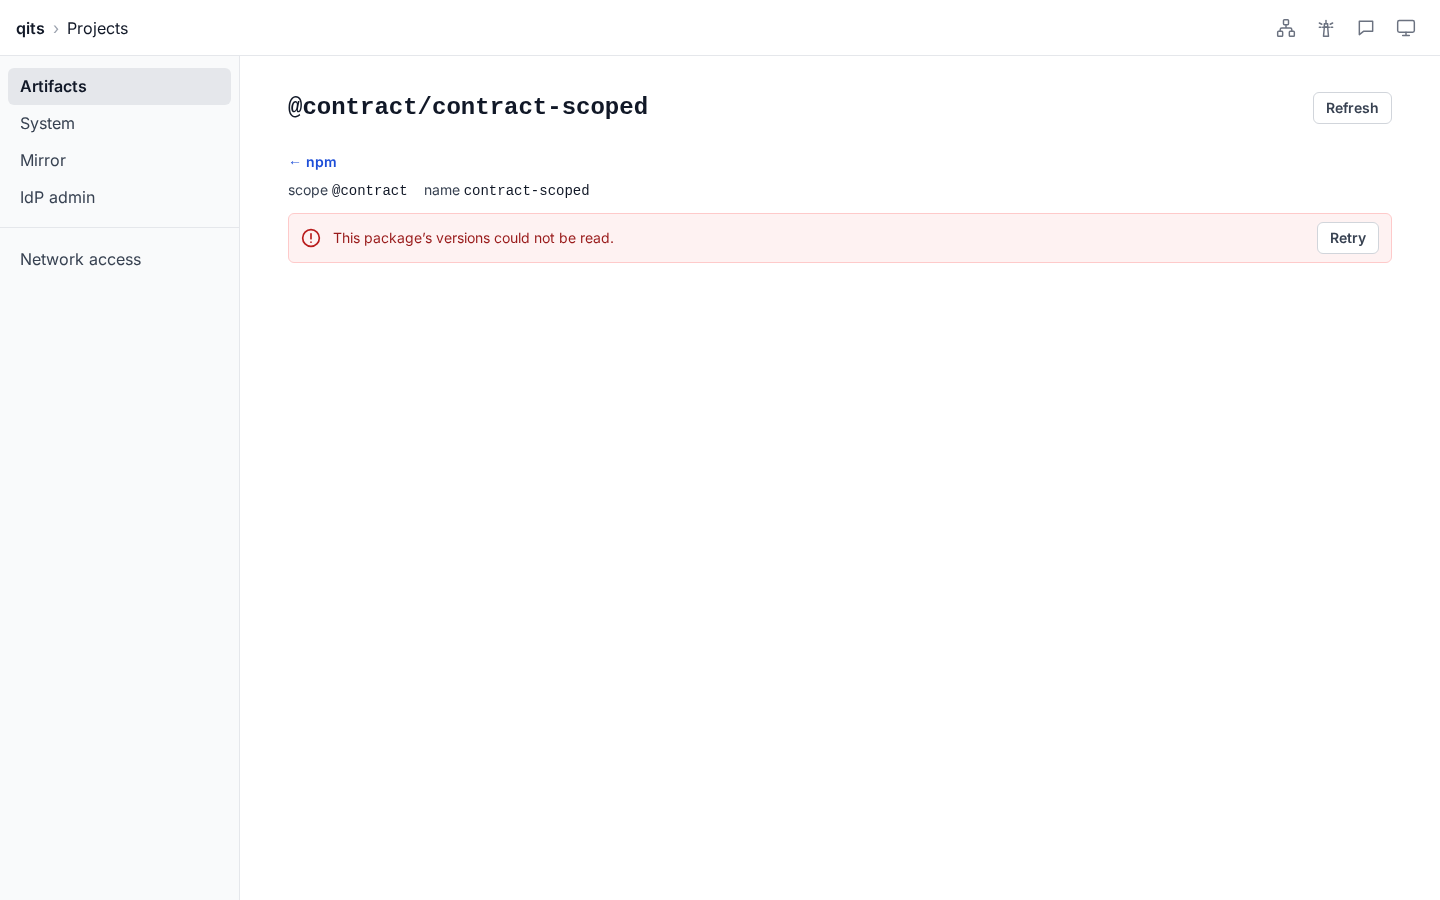 qits › Projects
Artifacts
System
Mirror
IdP admin
Network access
@contract/contract-scoped
Refresh
← npm
scope @contract name contract-scoped
This package’s versions could not be read.
Retry